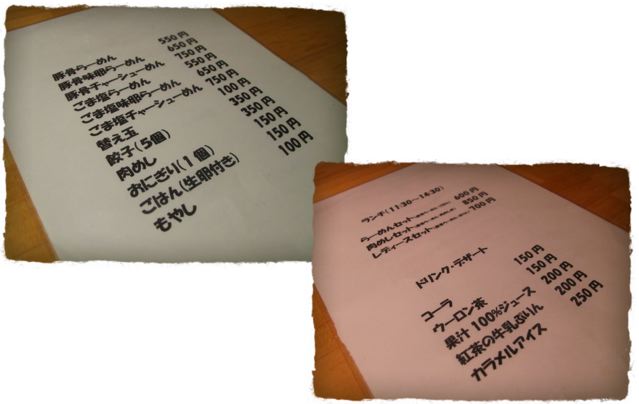 豚骨らーめん 550円
豚骨味卵らーめん 650円
豚骨チャーシューめん 750円
ごま塩らーめん 550円
ごま塩味卵らーめん 650円
ごま塩チャーシューめん 750円
替え玉 100円
餃子(5個) 350円
肉めし 350円
おにぎり(1個) 150円
ごはん(生卵付き) 150円
もやし 100円
ランチ(11:30～14:30)
らーめんセット 600円
肉めしセット 850円
レディースセット 700円
ドリンク・デザート
コーラ 150円
ウーロン茶 150円
果汁100%ジュース 200円
紅茶の牛乳ぷりん 200円
カラメルアイス 250円